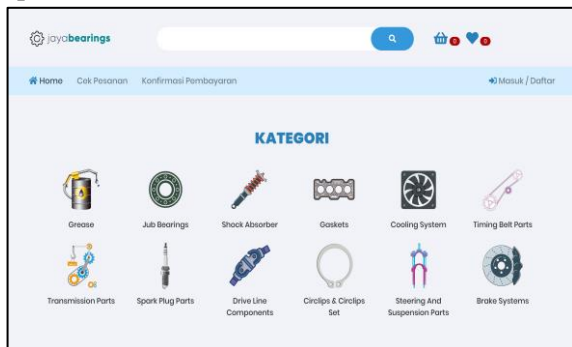 jayabearings
0
0
Home Cek Pesanan Konfirmasi Pembayaran Masuk / Daftar
KATEGORI
Grease Jub Bearings Shock Absorber Gaskets Cooling System Timing Belt Parts
Transmission Parts Spark Plug Parts Drive Line Components Circlips & Circlips Set Steering And Suspension Parts Brake Systems